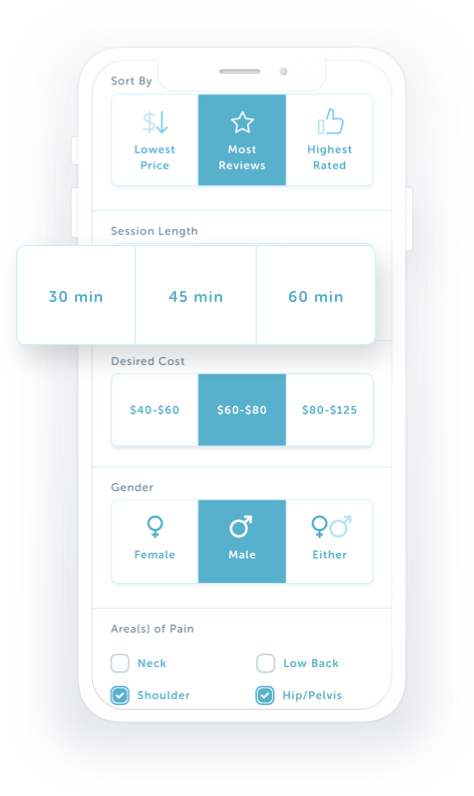 Sort By
Lowest Price
Most Reviews
Highest Rated
Session Length
30 min 45 min 60 min
Desired Cost
$40-$60 $60-$80 $80-$125
Gender
Female Male Either
Area(s) of Pain
Neck Low Back
Shoulder Hip/Pelvis